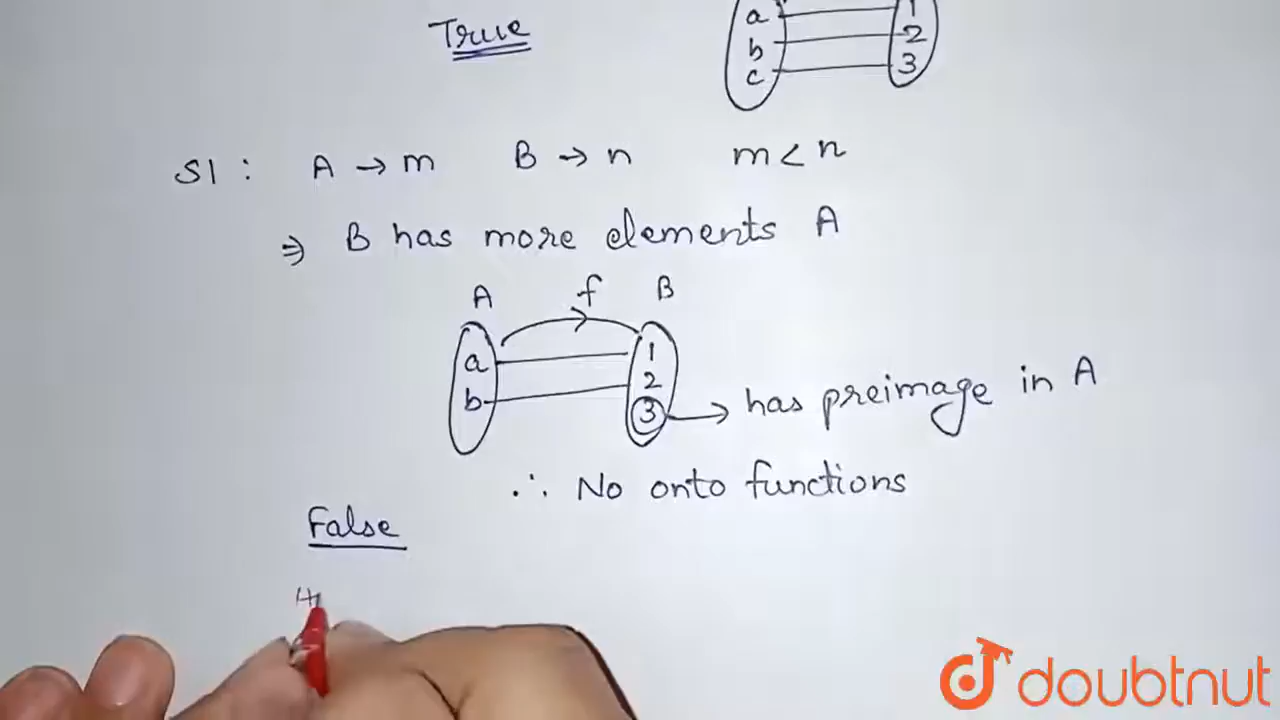 True
a 1
b 2
c 3
S1 : A → m B → n m < n
⇒ B has more elements A
A f B
a 1
b 2
3 → has preimage in A
∴ No onto functions
False
doubtnut